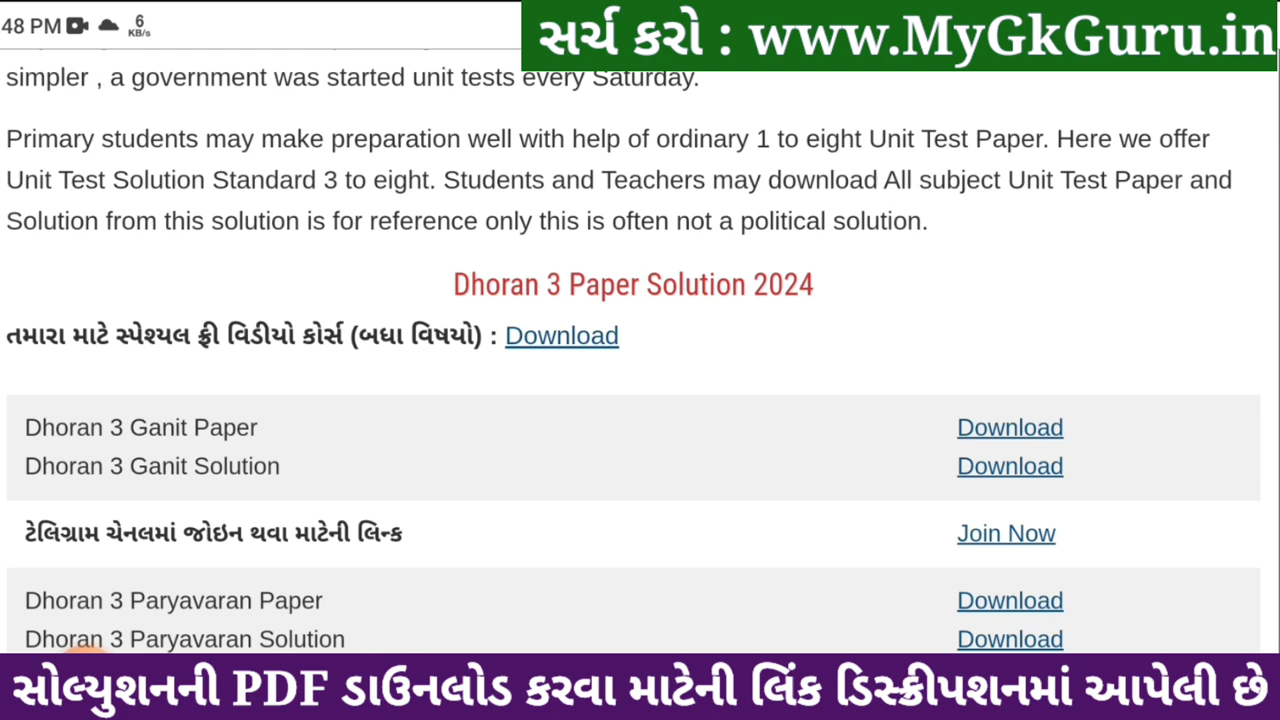 48 PM 6 KB/s
સર્ચ કરો : www.MyGkGuru.in
simpler , a government was started unit tests every Saturday.
Primary students may make preparation well with help of ordinary 1 to eight Unit Test Paper. Here we offer
Unit Test Solution Standard 3 to eight. Students and Teachers may download All subject Unit Test Paper and
Solution from this solution is for reference only this is often not a political solution.
Dhoran 3 Paper Solution 2024
તમારા માટે સ્પેશ્યલ ફ્રી વિડીયો કોર્સ (બધા વિષયો) : Download
Dhoran 3 Ganit Paper Download
Dhoran 3 Ganit Solution Download
ટેલિગ્રામ ચેનલમાં જોઇન થવા માટેની લિન્ક Join Now
Dhoran 3 Paryavaran Paper Download
Dhoran 3 Paryavaran Solution Download
સોલ્યુશનની PDF ડાઉનલોડ કરવા માટેની લિંક ડિસ્ક્રીપશનમાં આપેલી છે